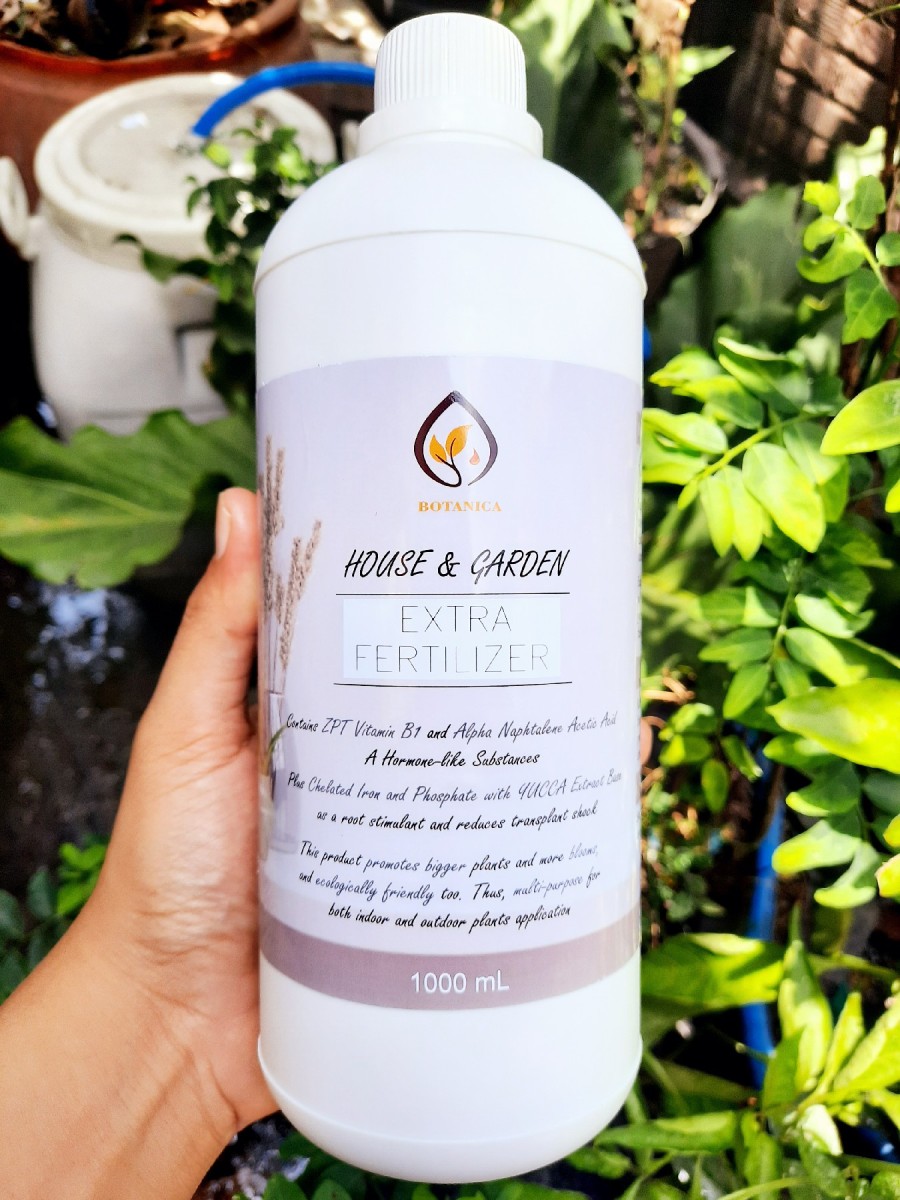 BOTANICA
HOUSE & GARDEN
EXTRA
FERTILIZER
Contains ZPT Vitamin B1 and Alpha Naphtalene Acetic Acid
A Hormone-like Substances
Plus Chelated Iron and Phosphate with YUCCA Extract Base
as a root stimulant and reduces transplant shock
This product promotes bigger plants and more blooms,
and ecologically friendly too. Thus, multi-purpose for
both indoor and outdoor plants application
1000 mL